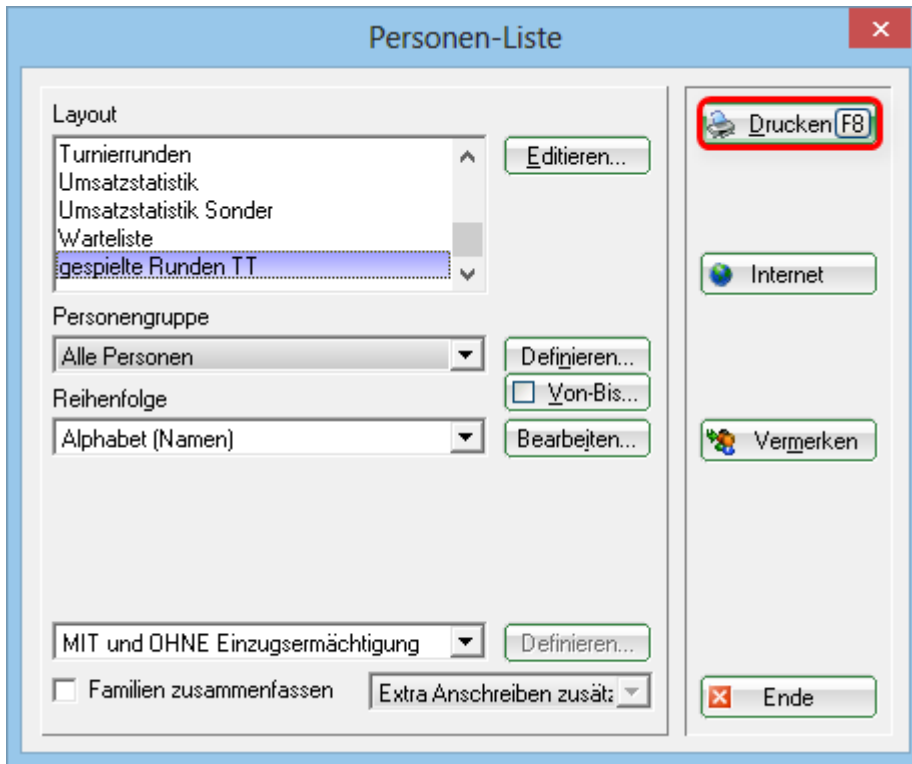 Personen-Liste
Layout
Turnierrunden
Umsatzstatistik
Umsatzstatistik Sonder
Warteliste
gespielte Runden TT
Editieren...
Personengruppe
Alle Personen
Definieren...
Von-Bis...
Reihenfolge
Alphabet (Namen)
Bearbeiten...
MIT und OHNE Einzugsermächtigung
Definieren...
Familien zusammenfassen
Extra Anschreiben zusätz
Drucken F8
Internet
Vermerken
Ende